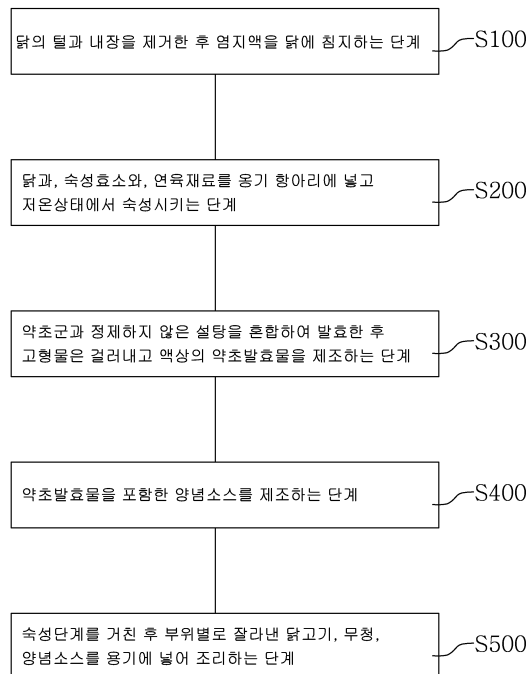 닭의 털과 내장을 제거한 후 염지액을 닭에 침지하는 단계
S100
닭과, 숙성효소와, 연육재료를 옹기 항아리에 넣고
저온상태에서 숙성시키는 단계
S200
약초군과 정제하지 않은 설탕을 혼합하여 발효한 후
고형물은 걸러내고 액상의 약초발효물을 제조하는 단계
S300
약초발효물을 포함한 양념소스를 제조하는 단계
S400
숙성단계를 거친 후 부위별로 잘라낸 닭고기, 무청,
양념소스를 용기에 넣어 조리하는 단계
S500